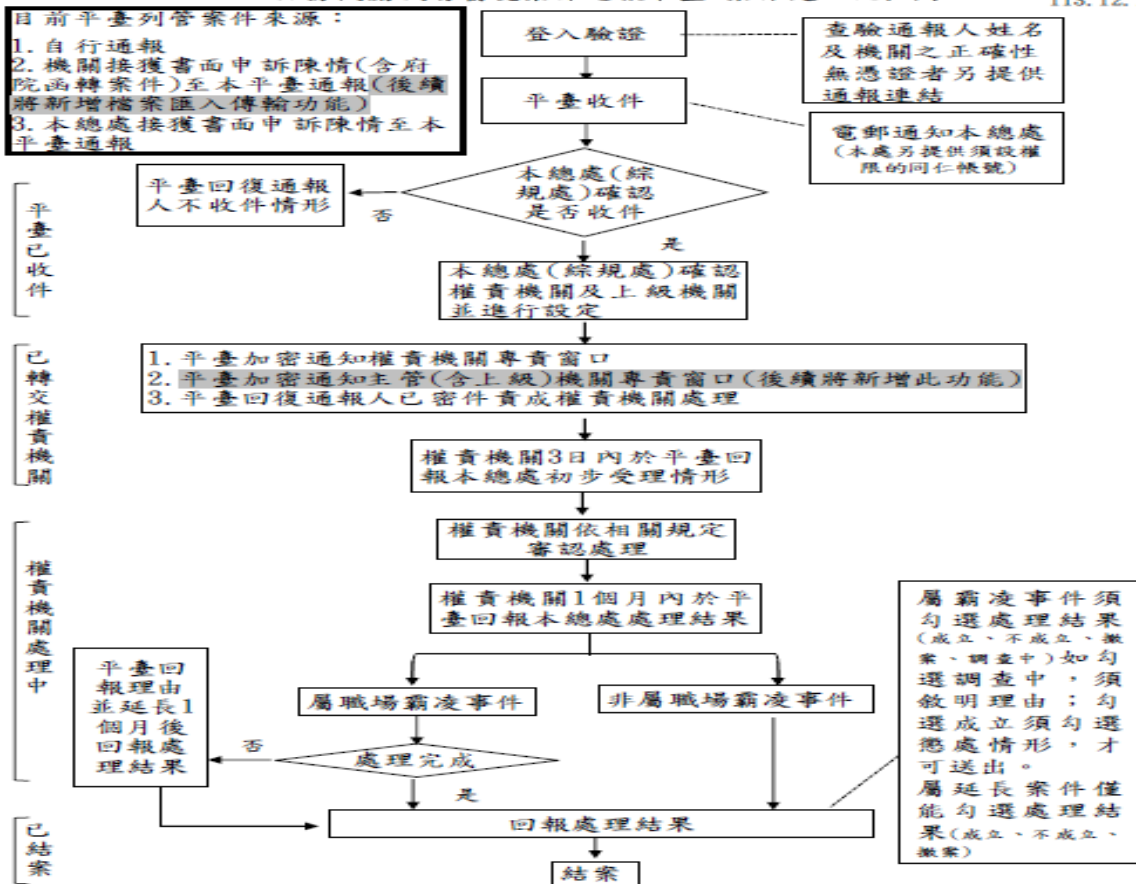 113.12.
目前平臺列管案件來源：
1. 自行通報
2. 機關接獲書面申訴陳情(含府
院函轉案件)至本平臺通報(後續
將新增檔案匯入傳輸功能)
3. 本總處接獲書面申訴陳情至本
平臺通報
登入驗證
查驗通報人姓名
及機關之正確性
無憑證者另提供
通報連結
平臺收件
電郵通知本總處
(本處另提供須設權
限的同仁帳號)
平臺已收件
本總處(綜
規處)確認
是否收件
否
平臺回復通報
人不收件情形
是
本總處(綜規處)確認
權責機關及上級機關
並進行設定
已轉交權責機關
1. 平臺加密通知權責機關專責窗口
2. 平臺加密通知主管(含上級)機關專責窗口(後續將新增此功能)
3. 平臺回復通報人已密件責成權責機關處理
權責機關3日內於平臺回
報本總處初步受理情形
權責機關處理中
權責機關依相關規定
審認處理
權責機關1個月內於平
臺回報本總處處理結果
屬職場霸凌事件
非屬職場霸凌事件
處理完成
否
平臺回
報理由
並延長1
個月後
回報處
理結果
是
屬霸凌事件須
勾選處理結果
(成立、不成立、撤
案、調查中)如勾
選調查中，須
敘明理由；勾
選成立須勾選
懲處情形，才
可送出。
屬延長案件僅
能勾選處理結
果(成立、不成立、
撤案)
已結案
回報處理結果
結案